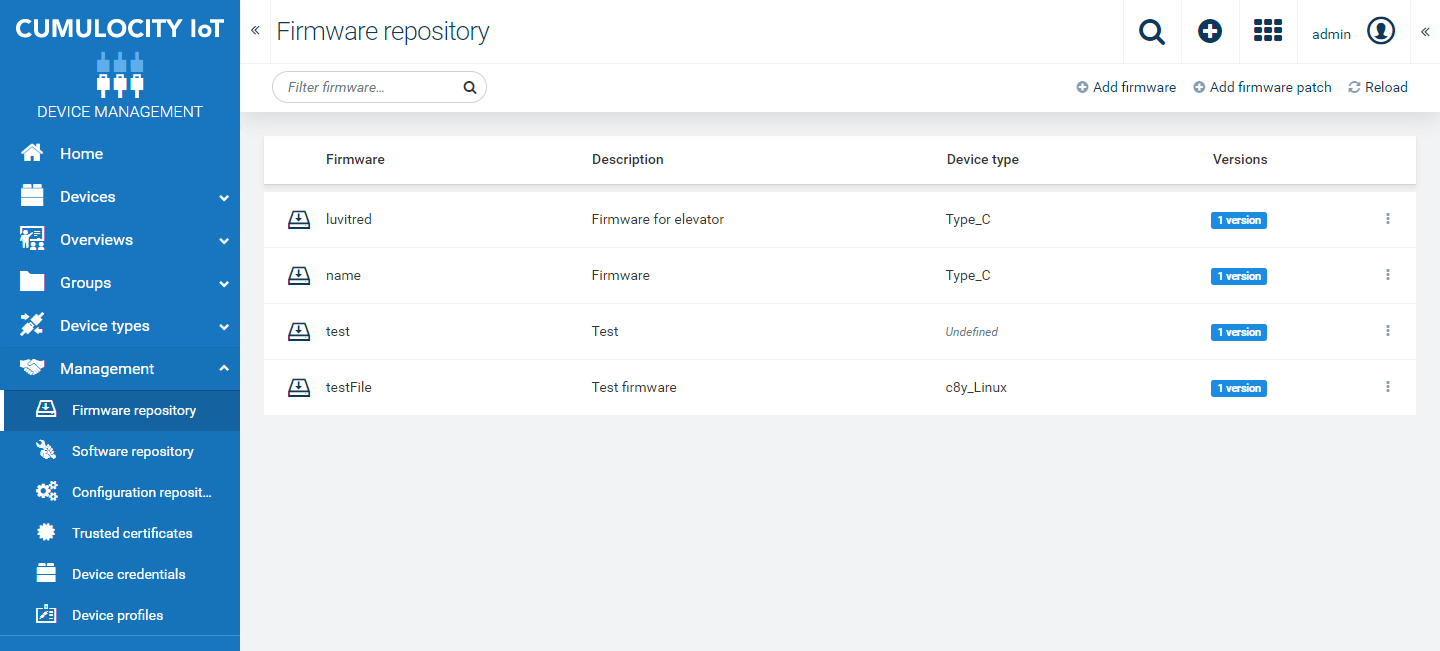 CUMULOCITY IoT
DEVICE MANAGEMENT
Home
Devices
Overviews
Groups
Device types
Management
Firmware repository
Software repository
Configuration reposit...
Trusted certificates
Device credentials
Device profiles
« Firmware repository
admin
«
Filter firmware...
Add firmware
Add firmware patch
Reload
Firmware Description Device type Versions
luvitred Firmware for elevator Type_C 1 version
name Firmware Type_C 1 version
test Test Undefined 1 version
testFile Test firmware c8y_Linux 1 version